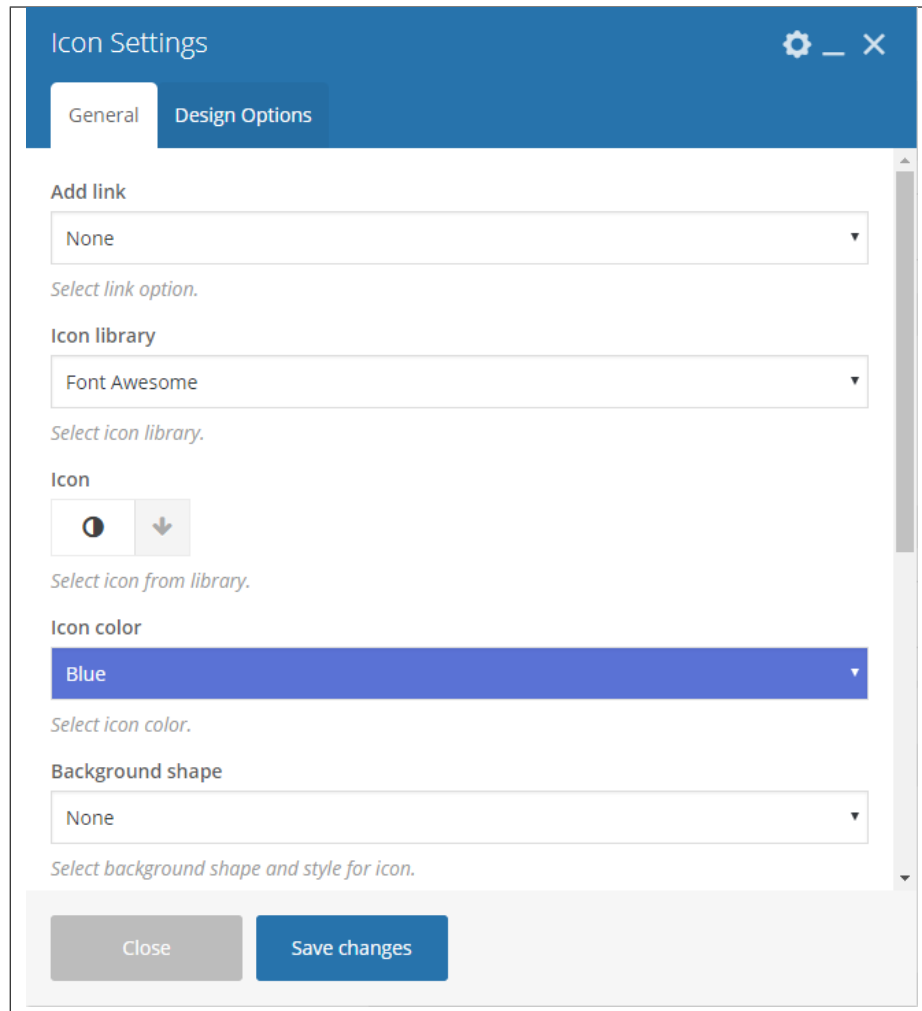 Icon Settings
General
Design Options
Add link
None
Select link option.
Icon library
Font Awesome
Select icon library.
Icon
Select icon from library.
Icon color
Blue
Select icon color.
Background shape
None
Select background shape and style for icon.
Close
Save changes